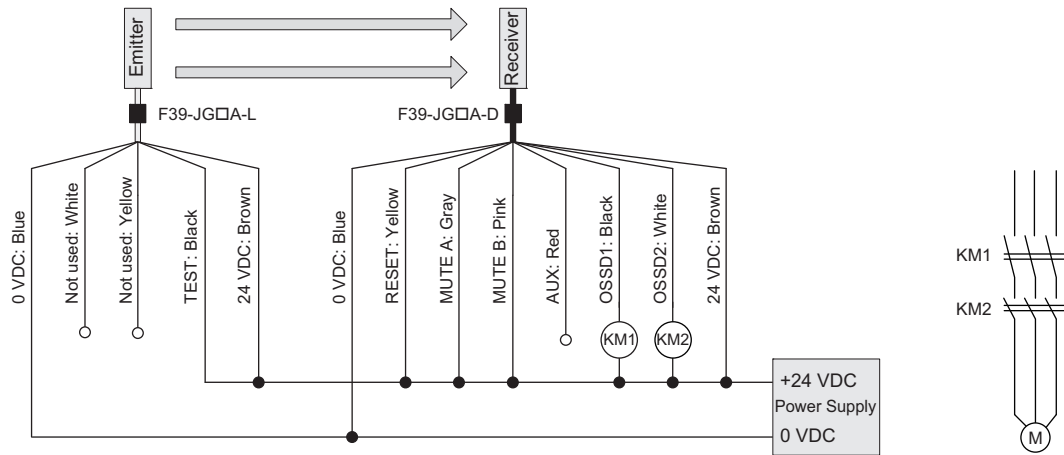 Emitter
Receiver
F39-JG□A-L
F39-JG□A-D
0 VDC: Blue
Not used: White
Not used: Yellow
TEST: Black
24 VDC: Brown
0 VDC: Blue
RESET: Yellow
MUTE A: Gray
MUTE B: Pink
AUX: Red
OSSD1: Black
OSSD2: White
24 VDC: Brown
KM1
KM2
+24 VDC
Power Supply
0 VDC
KM1
KM2
M